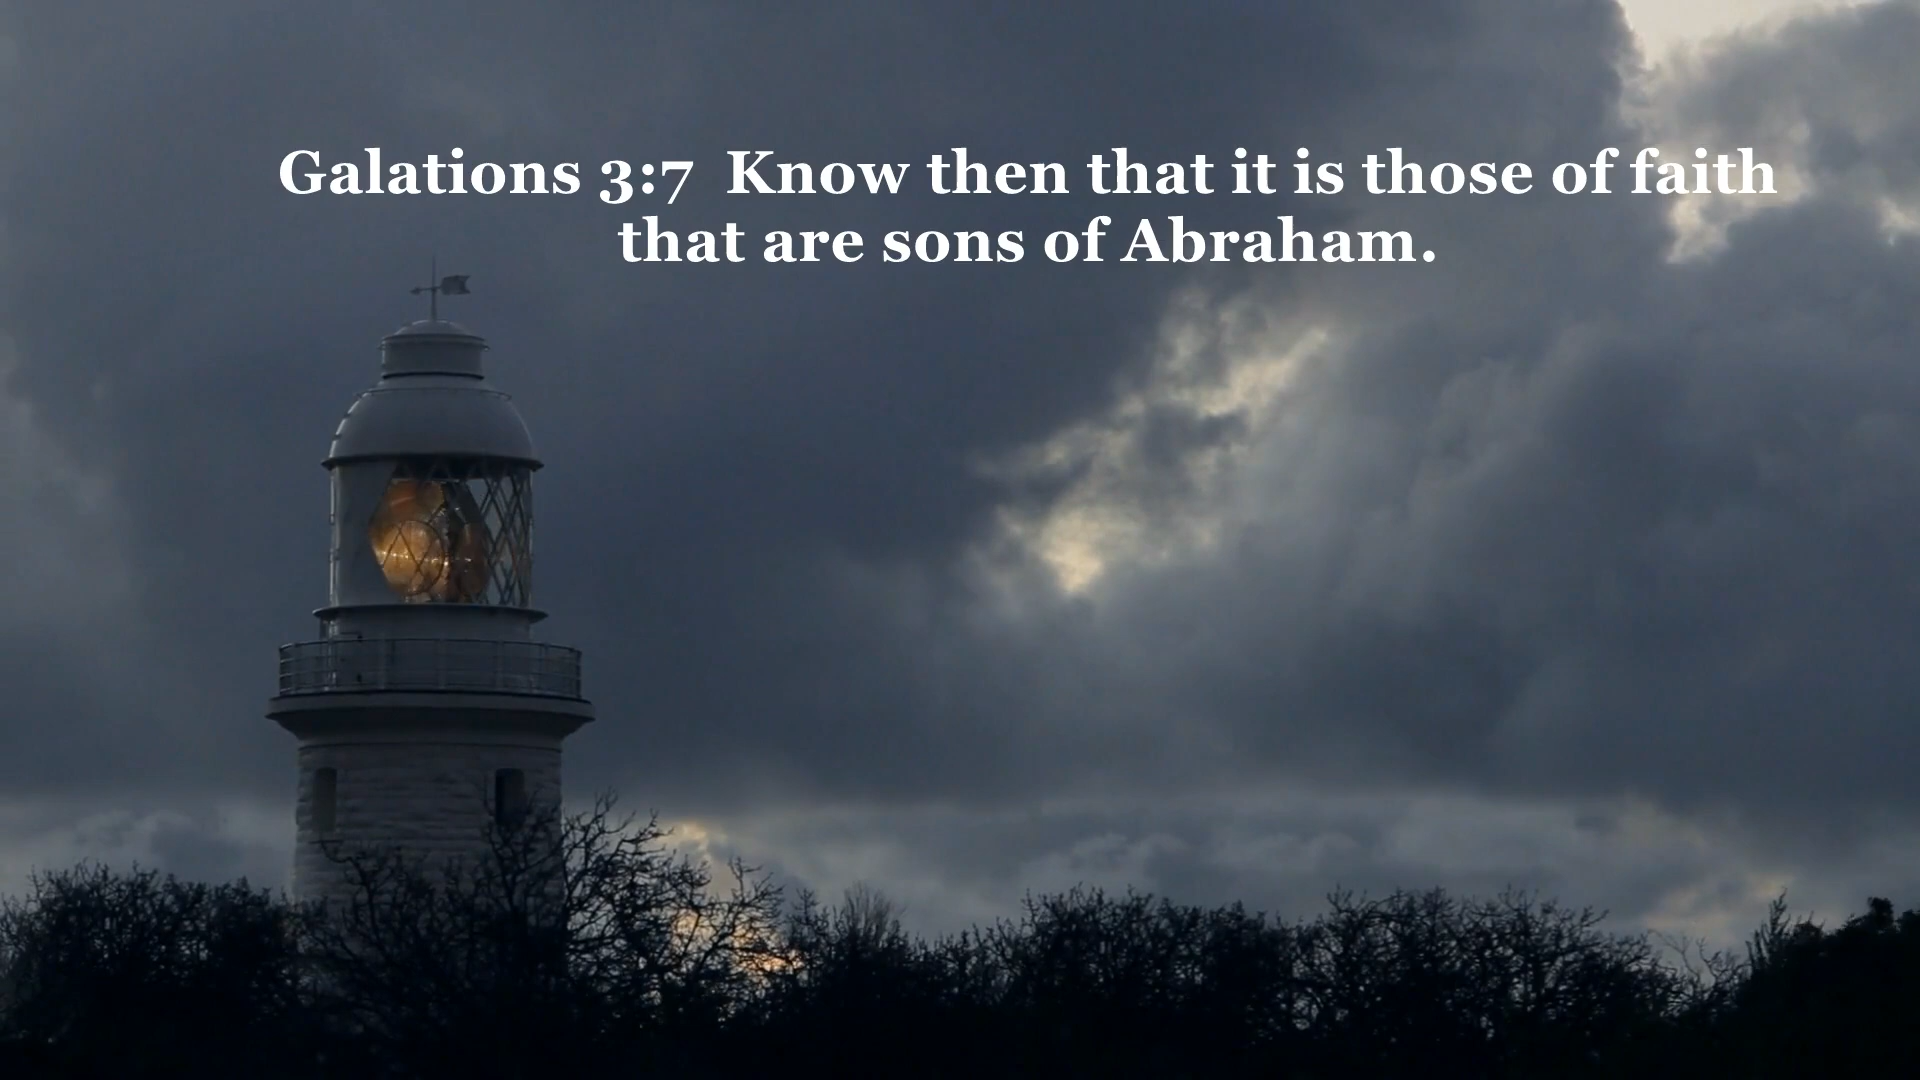 Galations 3:7  Know then that it is those of faith
that are sons of Abraham.